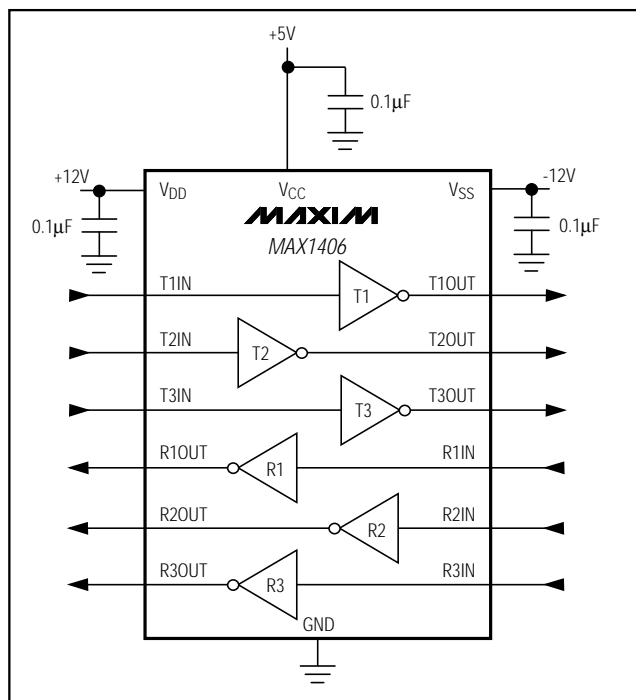 +5V
0.1µF
+12V
VDD
VCC
VSS
-12V
0.1µF
MAXIM
0.1µF
MAX1406
T1IN
T1
T1OUT
T2IN
T2
T2OUT
T3IN
T3
T3OUT
R1OUT
R1
R1IN
R2OUT
R2
R2IN
R3OUT
R3
R3IN
GND